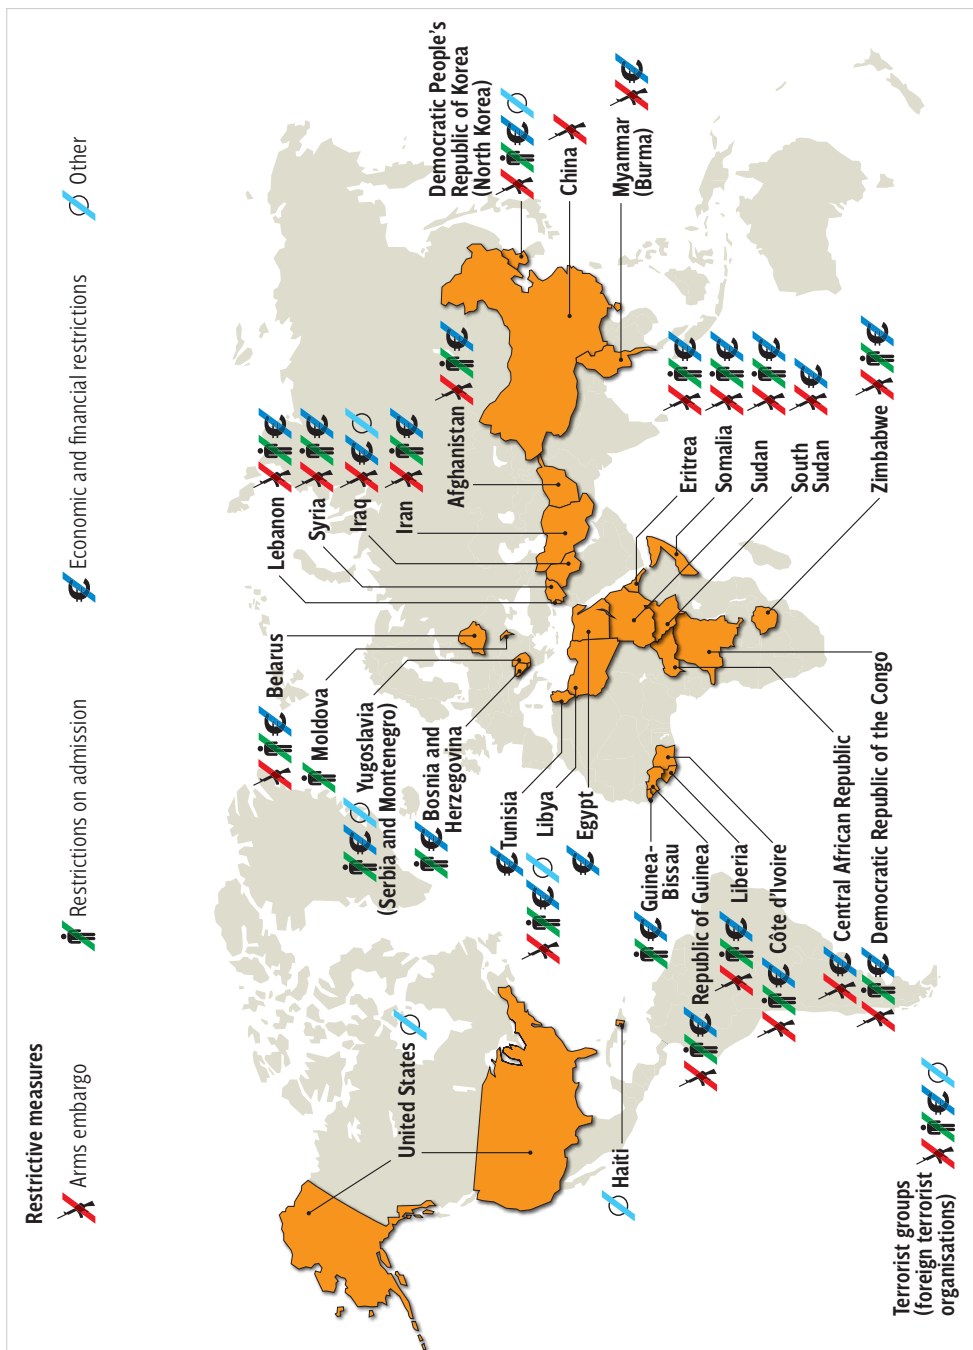 Restrictive measures
Arms embargo
Restrictions on admission
Economic and financial restrictions
Other
United States
Haiti
Terrorist groups
(foreign terrorist
organisations)
Belarus
Moldova
Yugoslavia
(Serbia and Montenegro)
Bosnia and
Herzegovina
Tunisia
Libya
Egypt
Guinea-
Bissau
Republic of Guinea
Liberia
Côte d'Ivoire
Central African Republic
Democratic Republic of the Congo
Lebanon
Syria
Iraq
Iran
Afghanistan
Democratic People's
Republic of Korea
(North Korea)
China
Myanmar
(Burma)
Eritrea
Somalia
Sudan
South
Sudan
Zimbabwe